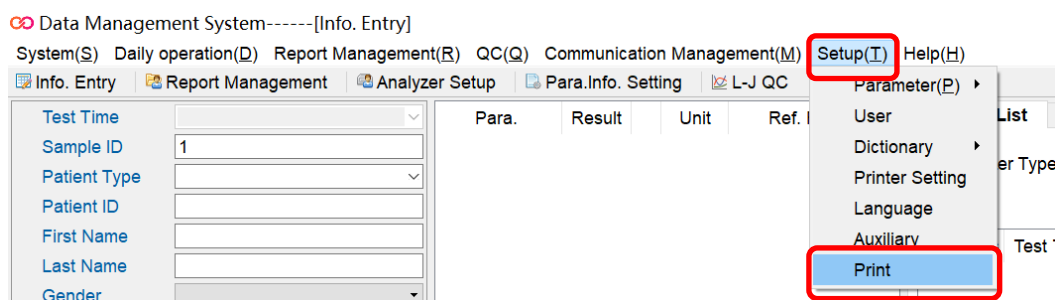 Data Management System------[Info. Entry]
System(S) Daily operation(D) Report Management(R) QC(Q) Communication Management(M) Setup(T) Help(H)
Info. Entry Report Management Analyzer Setup Para.Info. Setting L-J QC
Parameter(P)
Test Time Para. Result Unit Ref. User List
Sample ID 1 Dictionary
Patient Type Printer Setting er Type
Patient ID Language
First Name Auxiliary Test
Last Name Print
Gender